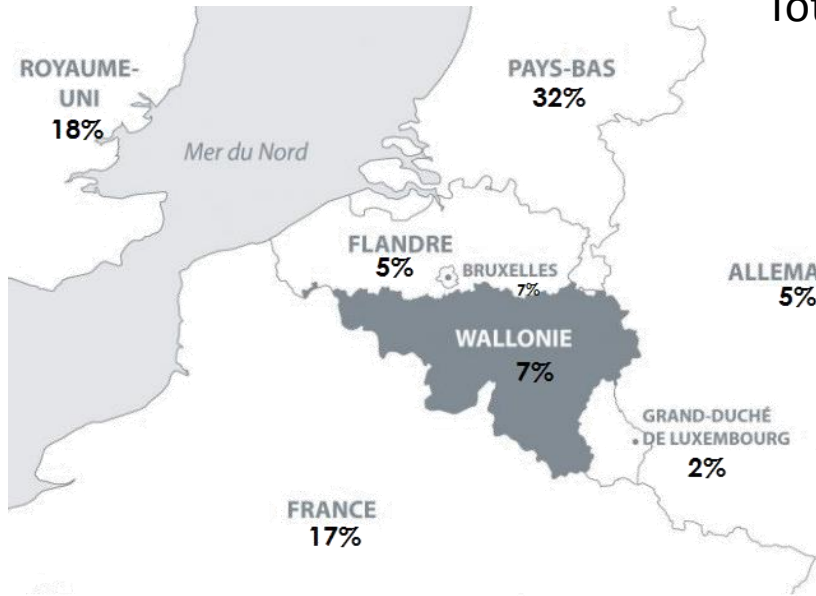 Tot
ROYAUME-
UNI
18%
PAYS-BAS
32%
Mer du Nord
FLANDRE
5%
BRUXELLES
7%
ALLEMA
5%
WALLONIE
7%
GRAND-DUCHÉ
DE LUXEMBOURG
2%
FRANCE
17%